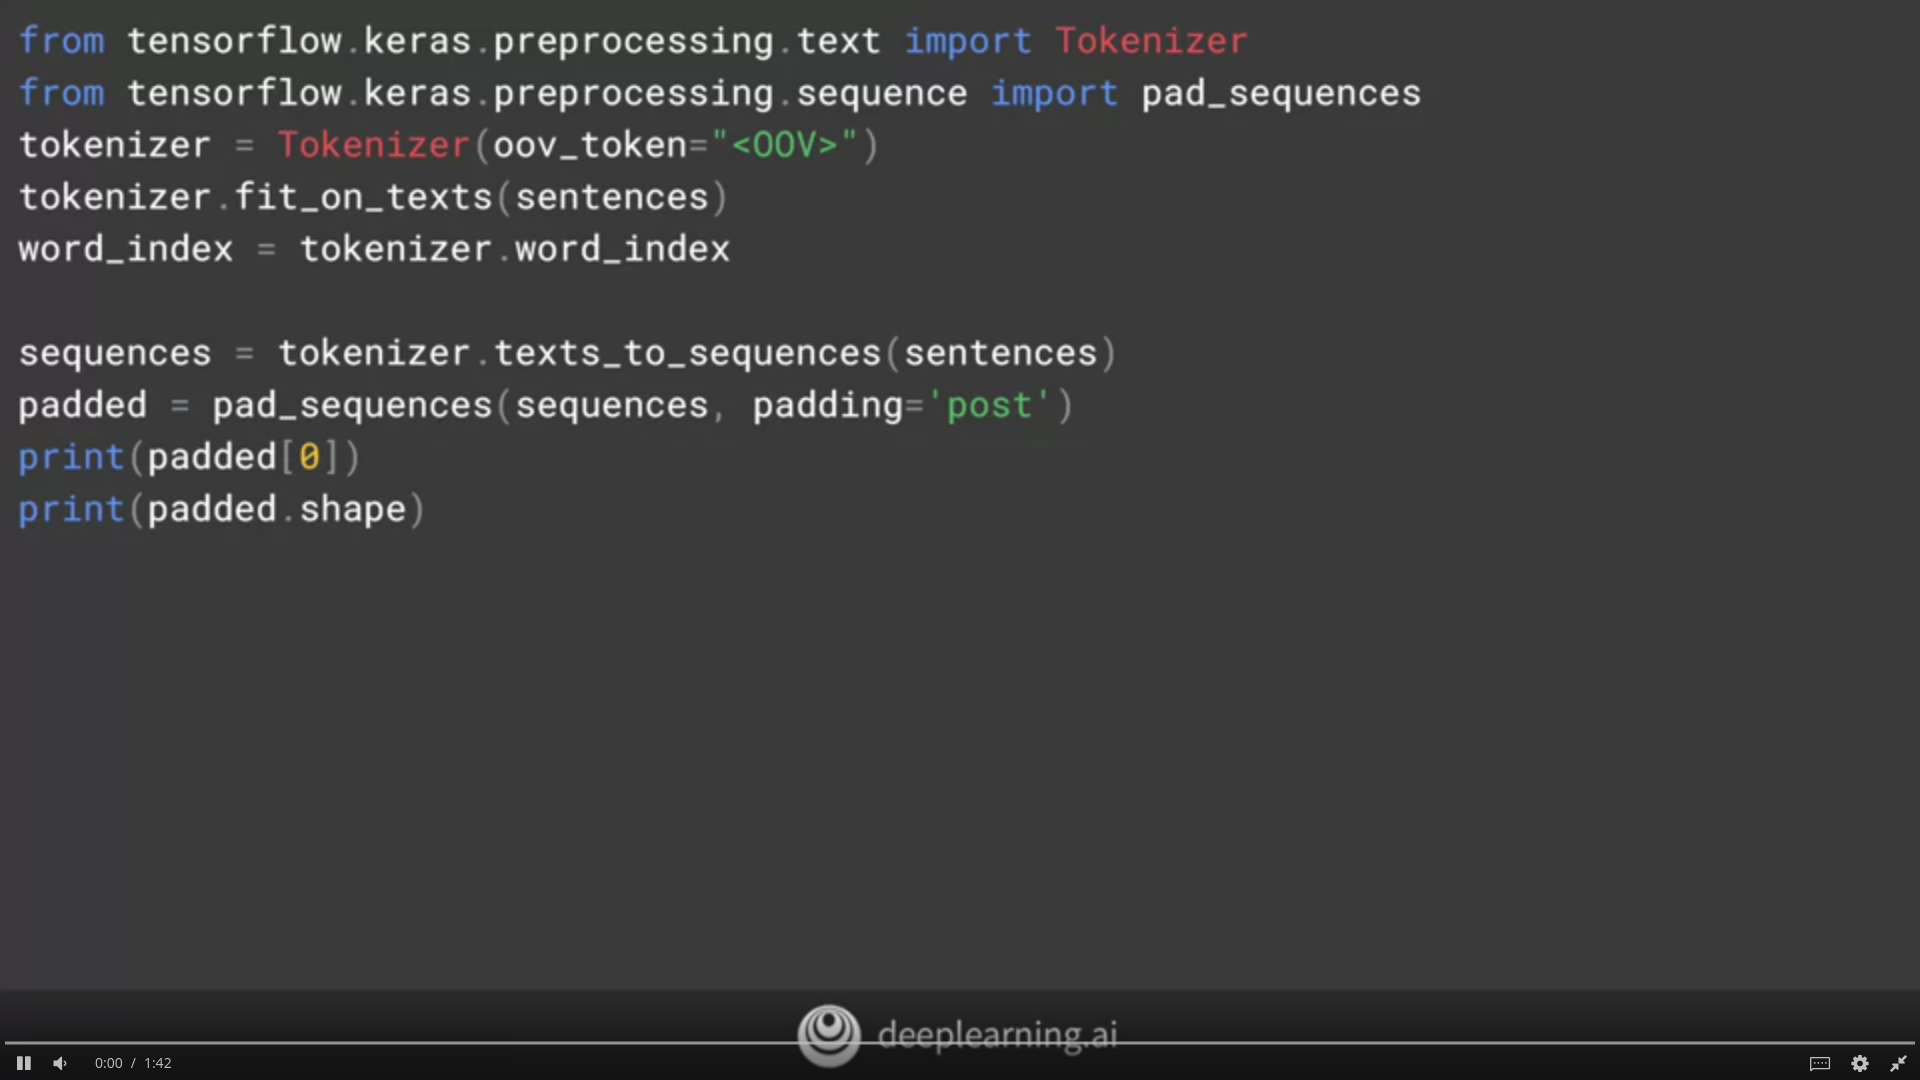 from tensorflow.keras.preprocessing.text import Tokenizer
from tensorflow.keras.preprocessing.sequence import pad_sequences
tokenizer = Tokenizer(oov_token="<OOV>")
tokenizer.fit_on_texts(sentences)
word_index = tokenizer.word_index
sequences = tokenizer.texts_to_sequences(sentences)
padded = pad_sequences(sequences, padding='post')
print(padded[0])
print(padded.shape)
deeplearning.ai
0:00 / 1:42